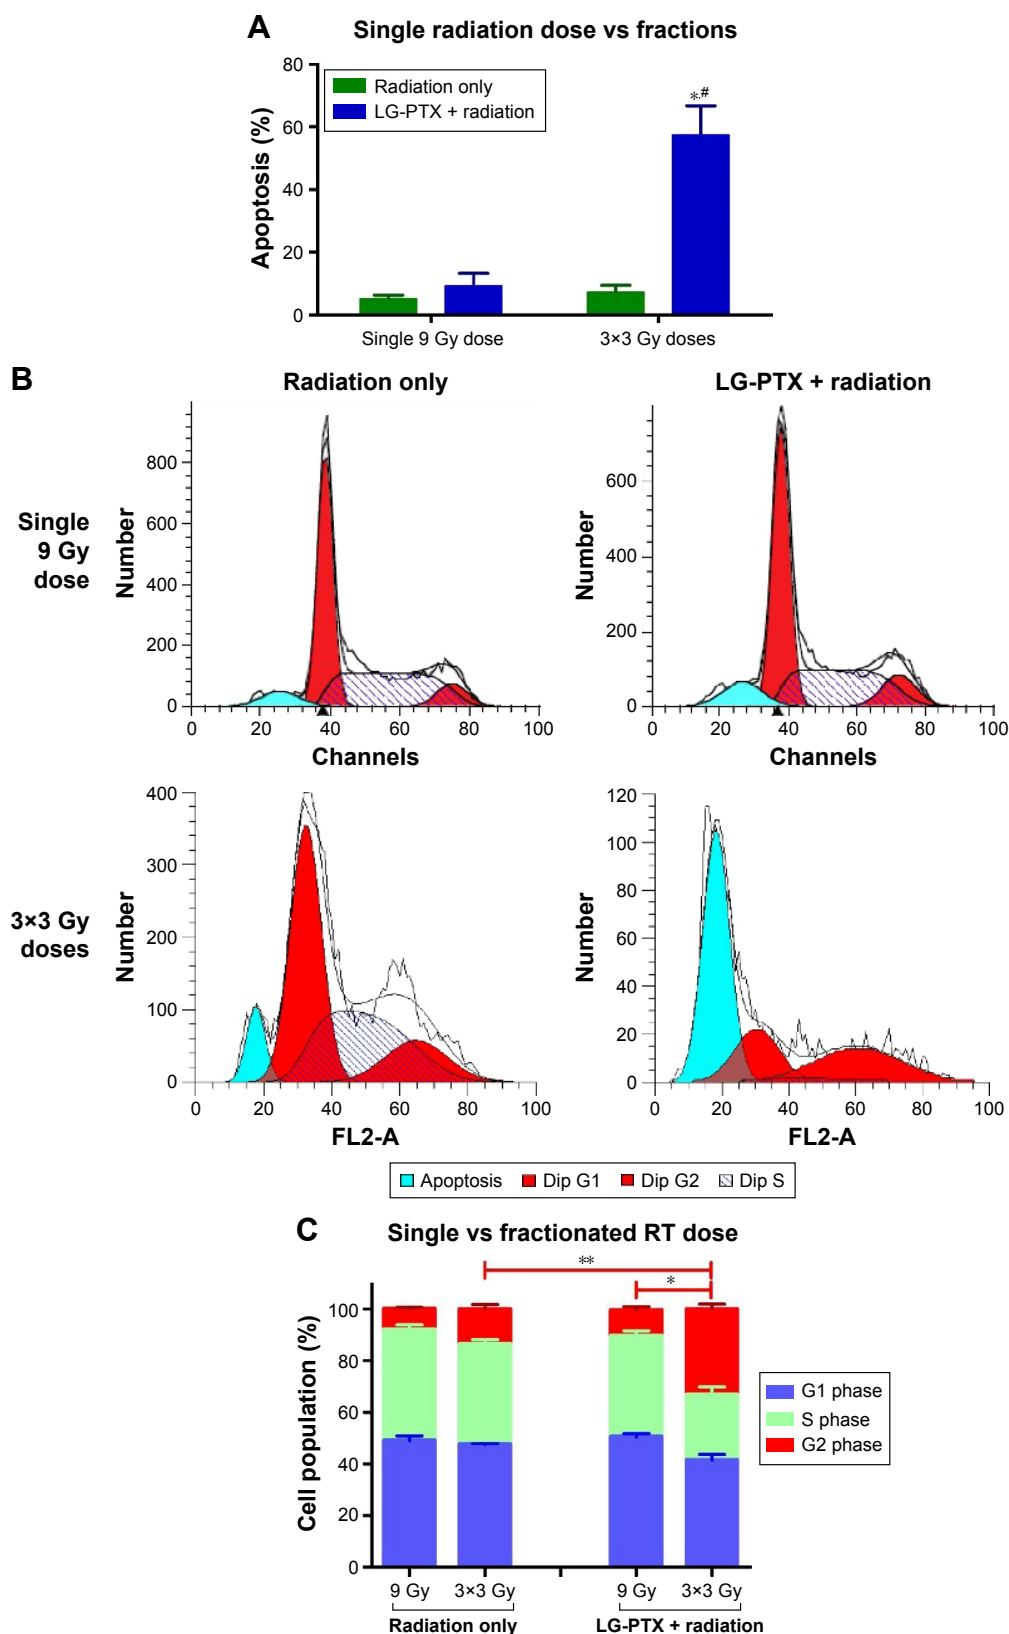 A Single radiation dose vs fractions
80
60
40
20
0
Apoptosis (%)
Radiation only
LG-PTX + radiation
*,#
Single 9 Gy dose 3×3 Gy doses
B Radiation only LG-PTX + radiation
Single
9 Gy
dose
Number
800
600
400
200
0
0 20 40 60 80 100
Channels
Number
600
400
200
0
0 20 40 60 80 100
Channels
3×3 Gy
doses
Number
400
300
200
100
0
0 20 40 60 80 100
FL2-A
Number
120
100
80
60
40
20
0
0 20 40 60 80 100
FL2-A
Apoptosis Dip G1 Dip G2 Dip S
C Single vs fractionated RT dose
**
*
Cell population (%)
100
80
60
40
20
0
G1 phase
S phase
G2 phase
9 Gy 3×3 Gy 9 Gy 3×3 Gy
Radiation only LG-PTX + radiation